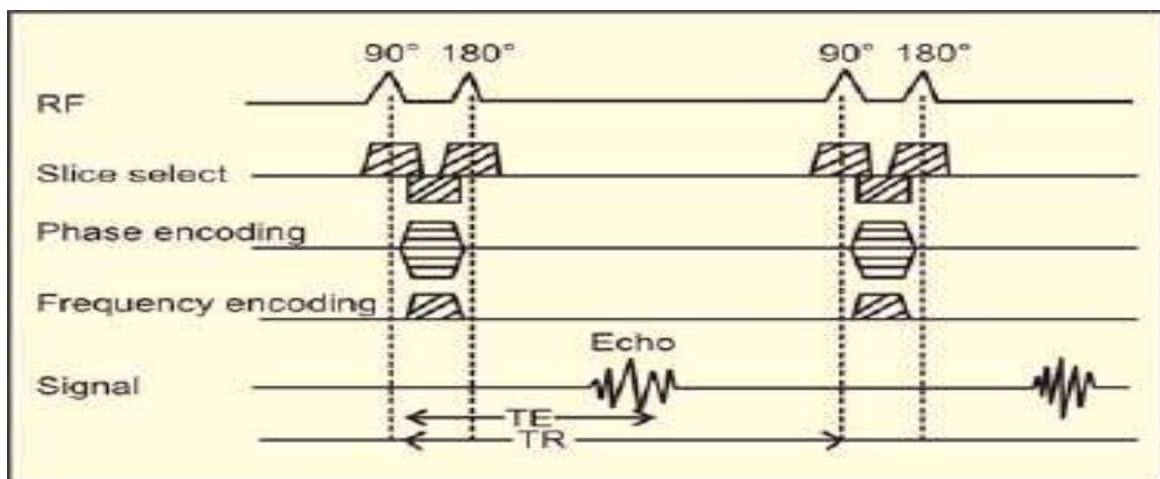 90° 180° 90° 180°
RF
Slice select
Phase encoding
Frequency encoding
Echo
Signal
TE
TR